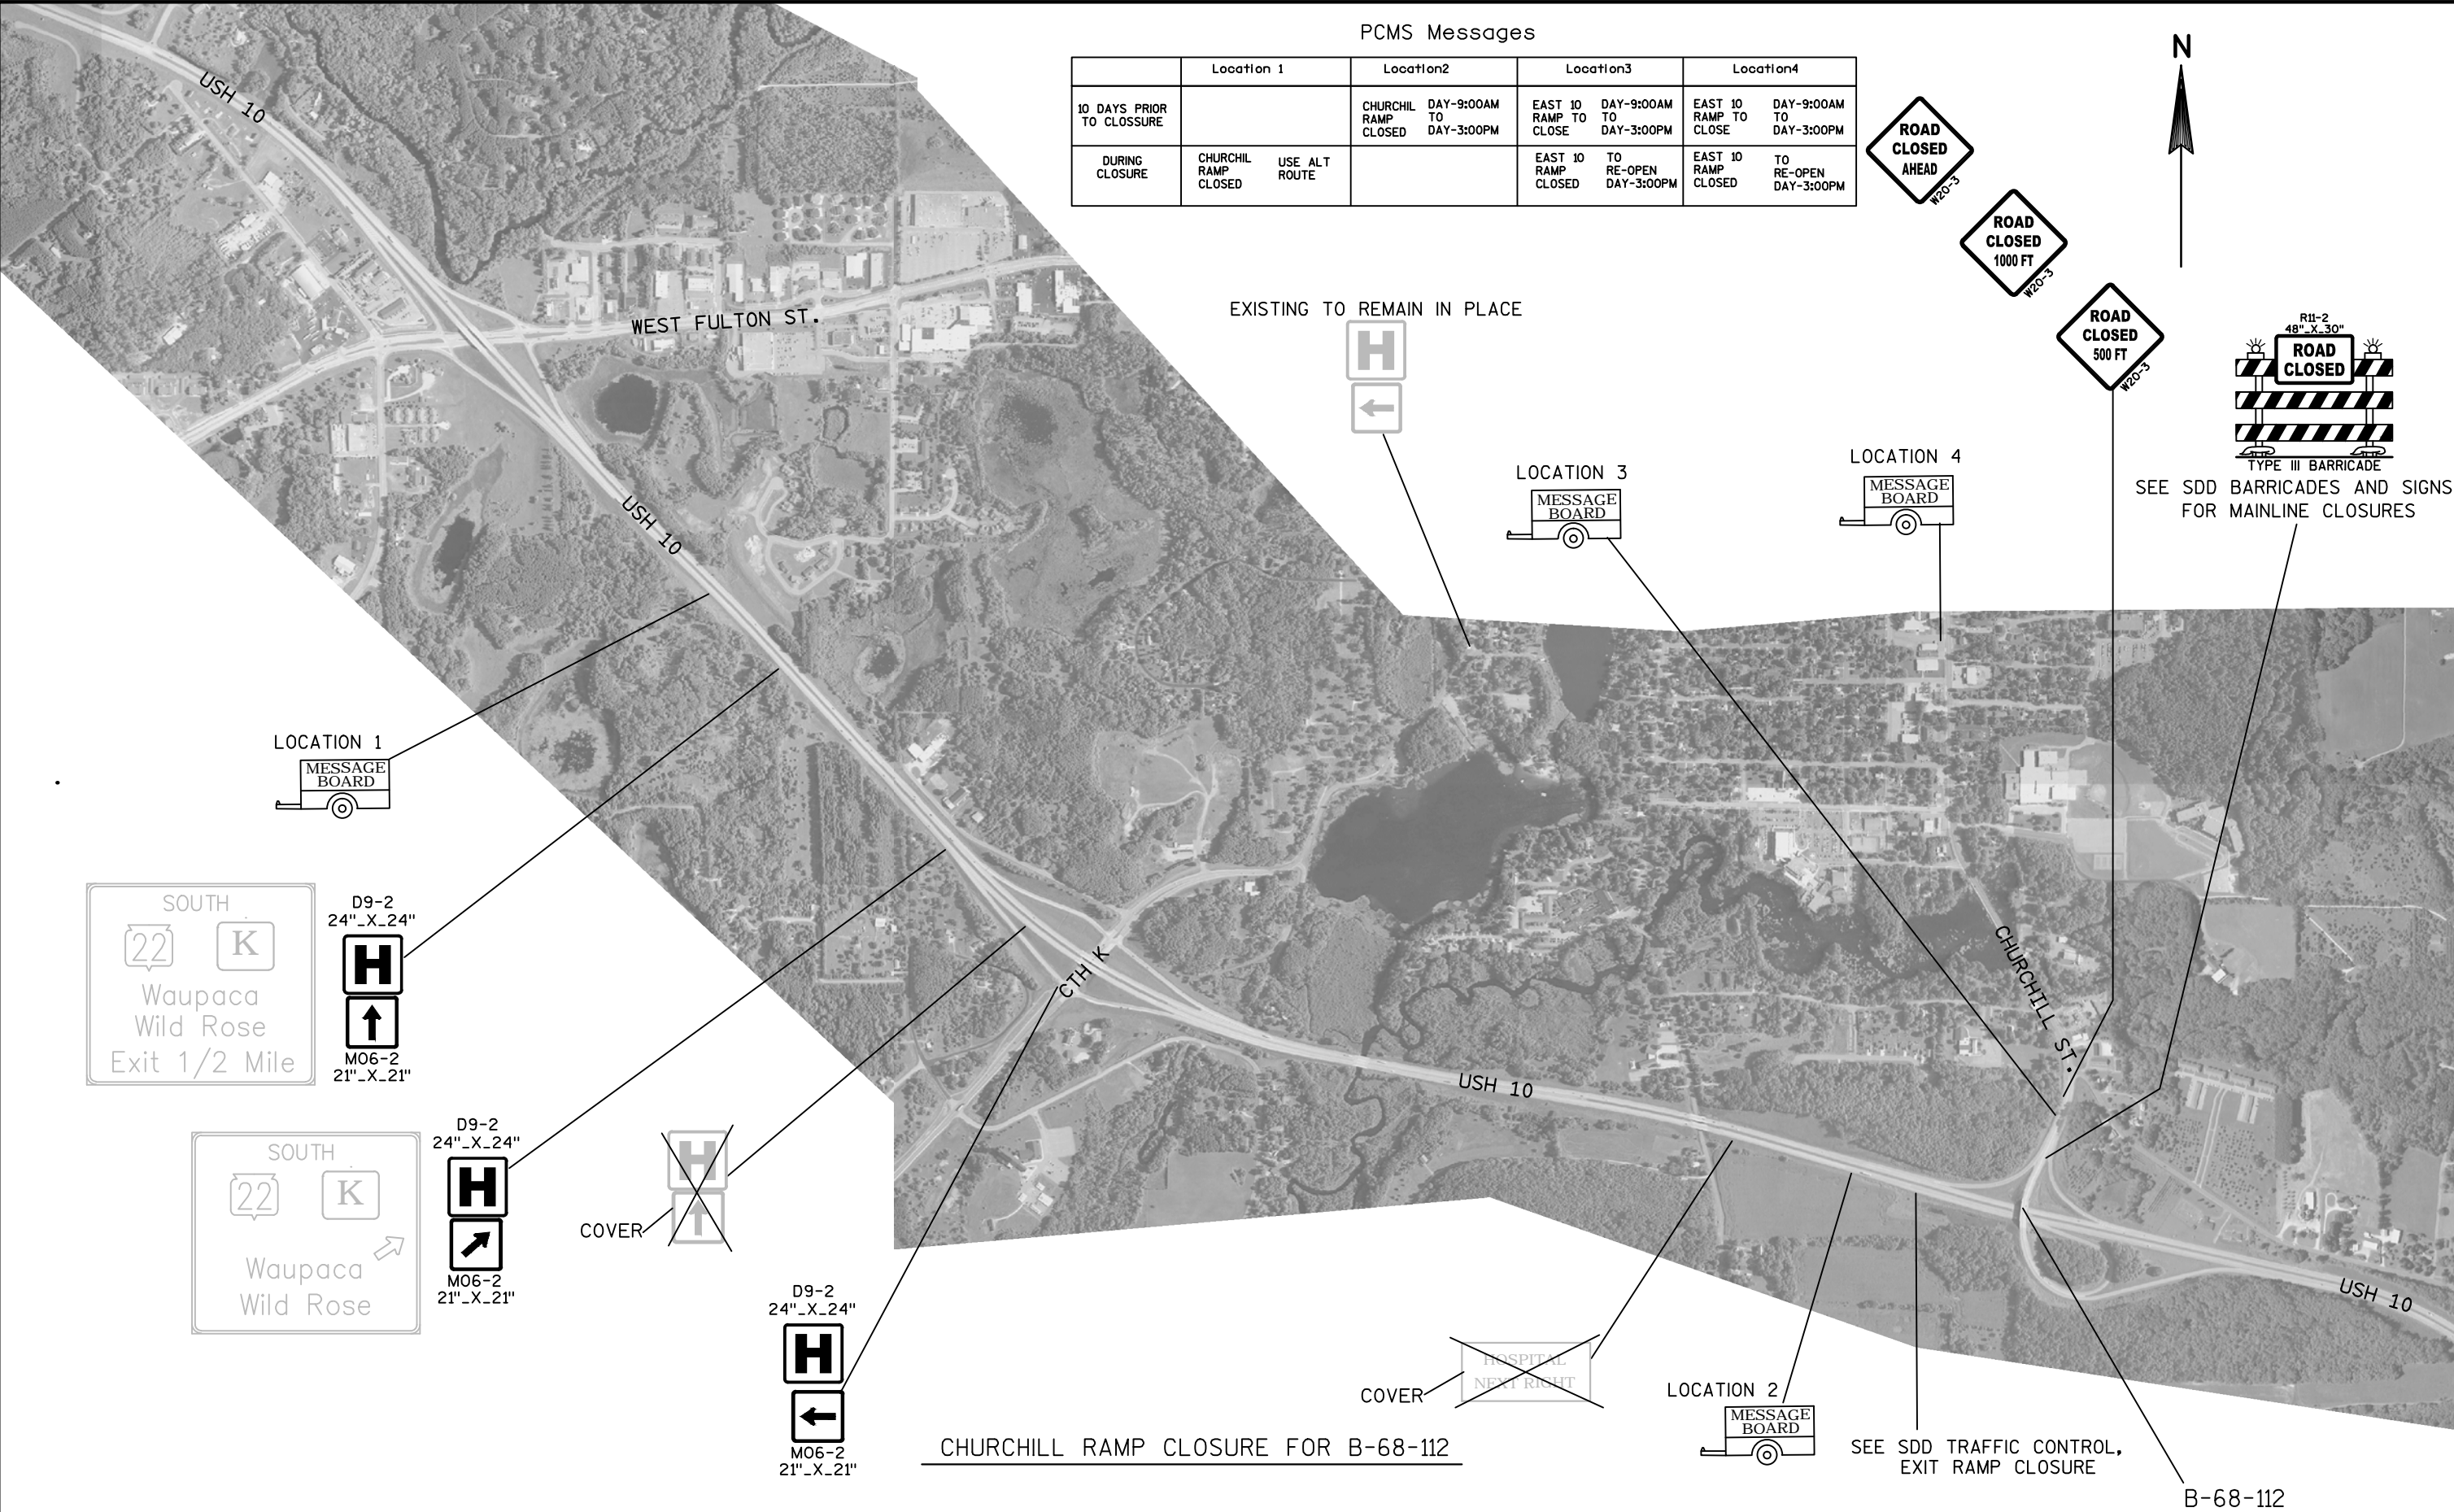 PCMS Messages
Location 1
Location2
Location3
Location4
10 DAYS PRIOR
TO CLOSSURE
CHURCHIL
RAMP
CLOSED
DAY-9:00AM
TO
DAY-3:00PM
EAST 10
RAMP TO
CLOSE
DAY-9:00AM
TO
DAY-3:00PM
EAST 10
RAMP TO
CLOSE
DAY-9:00AM
TO
DAY-3:00PM
DURING
CLOSURE
CHURCHIL
RAMP
CLOSED
USE ALT
ROUTE
EAST 10
RAMP
CLOSED
TO
RE-OPEN
DAY-3:00PM
EAST 10
RAMP
CLOSED
TO
RE-OPEN
DAY-3:00PM
N
ROAD
CLOSED
AHEAD
W20-3
ROAD
CLOSED
1000 FT
W20-3
ROAD
CLOSED
500 FT
W20-3
R11-2
48"_X_30"
ROAD
CLOSED
TYPE III BARRICADE
SEE SDD BARRICADES AND SIGNS
FOR MAINLINE CLOSURES
USH 10
WEST FULTON ST.
EXISTING TO REMAIN IN PLACE
H
LOCATION 3
MESSAGE
BOARD
LOCATION 4
MESSAGE
BOARD
USH 10
LOCATION 1
MESSAGE
BOARD
SOUTH
22
K
Waupaca
Wild Rose
Exit 1/2 Mile
D9-2
24"_X_24"
H
MO6-2
21"_X_21"
CTH K
CHURCHILL ST.
USH 10
SOUTH
22
K
Waupaca
Wild Rose
D9-2
24"_X_24"
H
MO6-2
21"_X_21"
H
COVER
D9-2
24"_X_24"
H
MO6-2
21"_X_21"
USH 10
HOSPITAL
NEXT RIGHT
COVER
LOCATION 2
MESSAGE
BOARD
SEE SDD TRAFFIC CONTROL,
EXIT RAMP CLOSURE
CHURCHILL RAMP CLOSURE FOR B-68-112
B-68-112